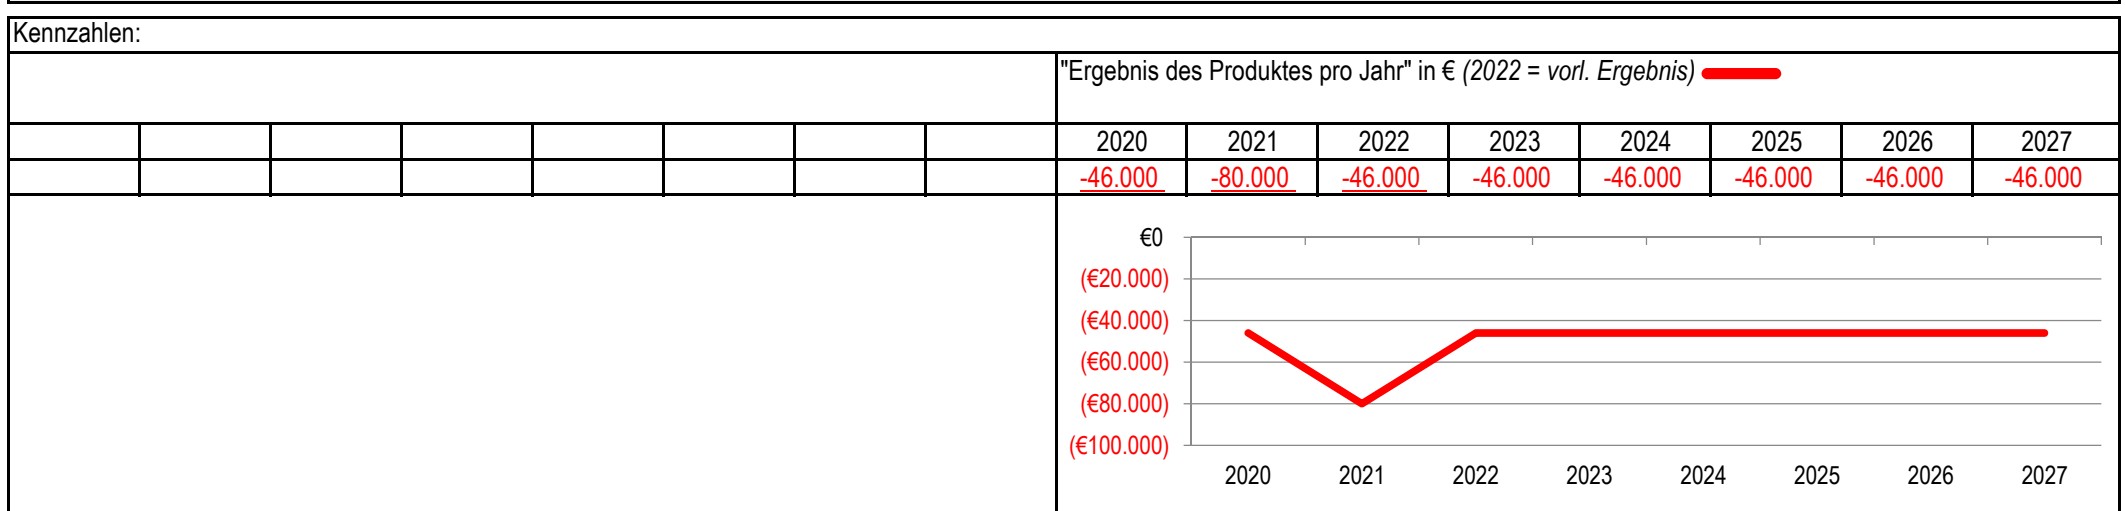 Kennzahlen:
"Ergebnis des Produktes pro Jahr" in € (2022 = vorl. Ergebnis)
2020 2021 2022 2023 2024 2025 2026 2027
-46.000 -80.000 -46.000 -46.000 -46.000 -46.000 -46.000 -46.000
€0
(€20.000)
(€40.000)
(€60.000)
(€80.000)
(€100.000)
2020 2021 2022 2023 2024 2025 2026 2027